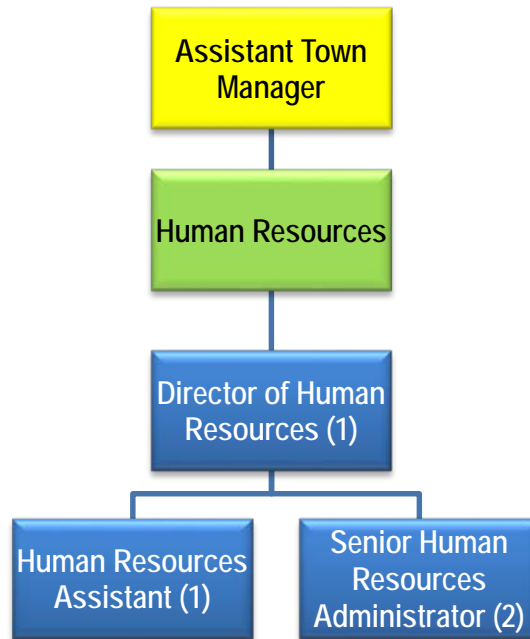 Assistant Town
Manager
Human Resources
Director of Human
Resources (1)
Human Resources
Assistant (1)
Senior Human
Resources
Administrator (2)